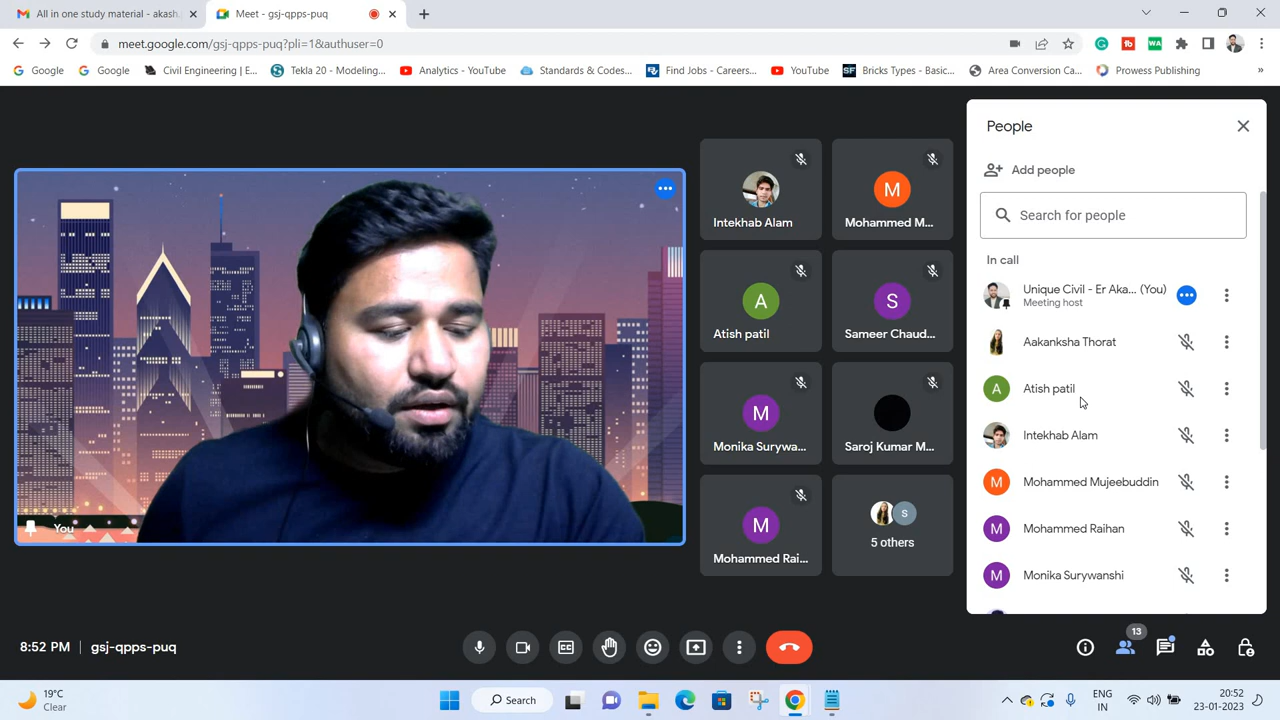 All in one study material - akash.
Meet - gsj-qpps-puq
meet.google.com/gsj-qpps-puq?pli=1&authuser=0
Google
Google
Civil Engineering | E...
Tekla 20 - Modeling...
Analytics - YouTube
Standards & Codes...
Find Jobs - Careers...
YouTube
Bricks Types - Basic...
Area Conversion Ca...
Prowess Publishing
»
You
Intekhab Alam
M
Mohammed M...
A
Atish patil
S
Sameer Chaud...
M
Monika Surywa...
Saroj Kumar M...
M
Mohammed Rai...
S
5 others
People
Add people
Search for people
In call
Unique Civil - Er Aka... (You)
Meeting host
Aakanksha Thorat
A
Atish patil
Intekhab Alam
M
Mohammed Mujeebuddin
M
Mohammed Raihan
M
Monika Surywanshi
8:52 PM
gsj-qpps-puq
13
19°C
Clear
Search
ENG
IN
20:52
23-01-2023